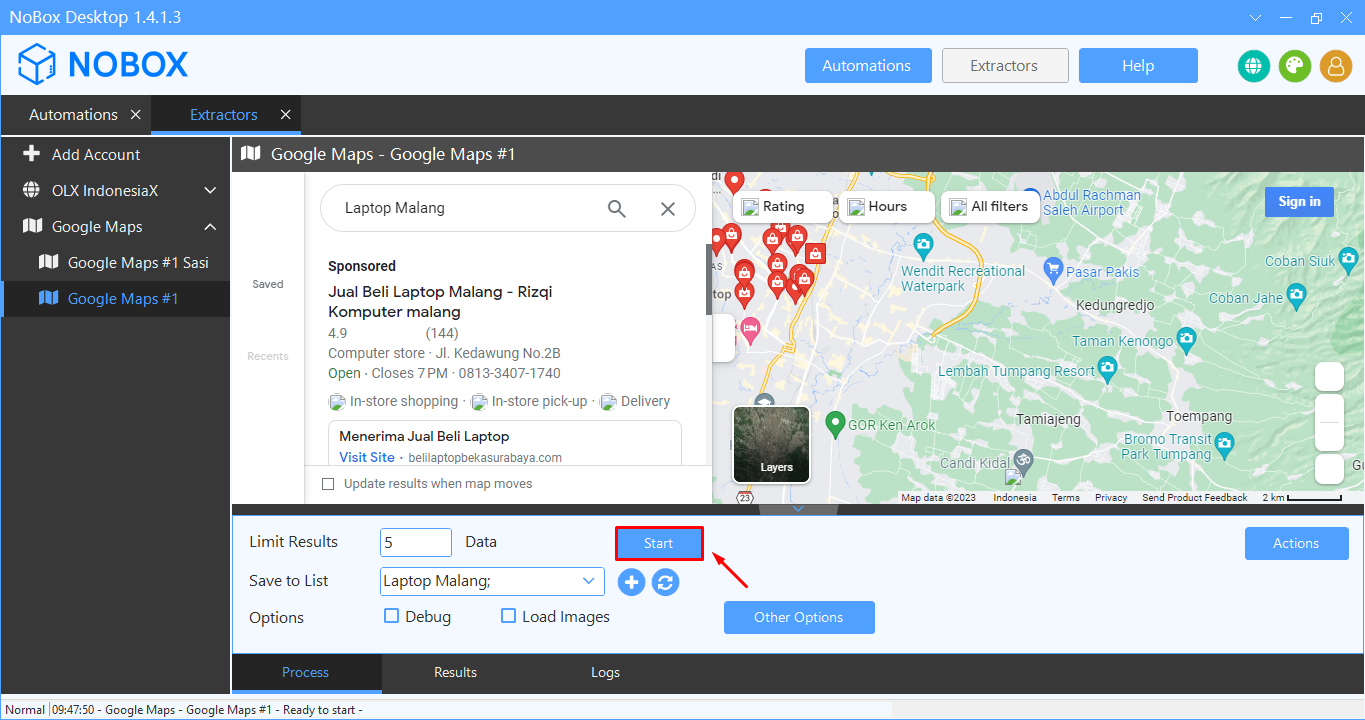 NoBox Desktop 1.4.1.3
NOBOX
Automations
Extractors
Help
Automations
Extractors
Add Account
OLX IndonesiaX
Google Maps
Google Maps #1 Sasi
Google Maps #1
Google Maps - Google Maps #1
Saved
Recents
Laptop Malang
Sponsored
Jual Beli Laptop Malang - Rizqi
Komputer malang
4.9 (144)
Computer store · Jl. Kedawung No.2B
Open · Closes 7 PM · 0813-3407-1740
In-store shopping · In-store pick-up · Delivery
Menerima Jual Beli Laptop
Visit Site · belilaptopbekasurabaya.com
Update results when map moves
Rating
Hours
All filters
Sign in
Abdul Rachman
Saleh Airport
Wendit Recreational
Waterpark
Pasar Pakis
Coban Siuk
Kedungredjo
Coban Jahe
Taman Kenongo
Lembah Tumpang Resort
Tamiajeng
Toempang
GOR Ken Arok
Bromo Transit
Park Tumpang
Candi Kidal
Layers
23
Map data ©2023 Indonesia Terms Privacy Send Product Feedback 2 km
Limit Results
5
Data
Start
Actions
Save to List
Laptop Malang;
Options
Debug
Load Images
Other Options
Process
Results
Logs
Normal 09:47:50 - Google Maps - Google Maps #1 - Ready to start -